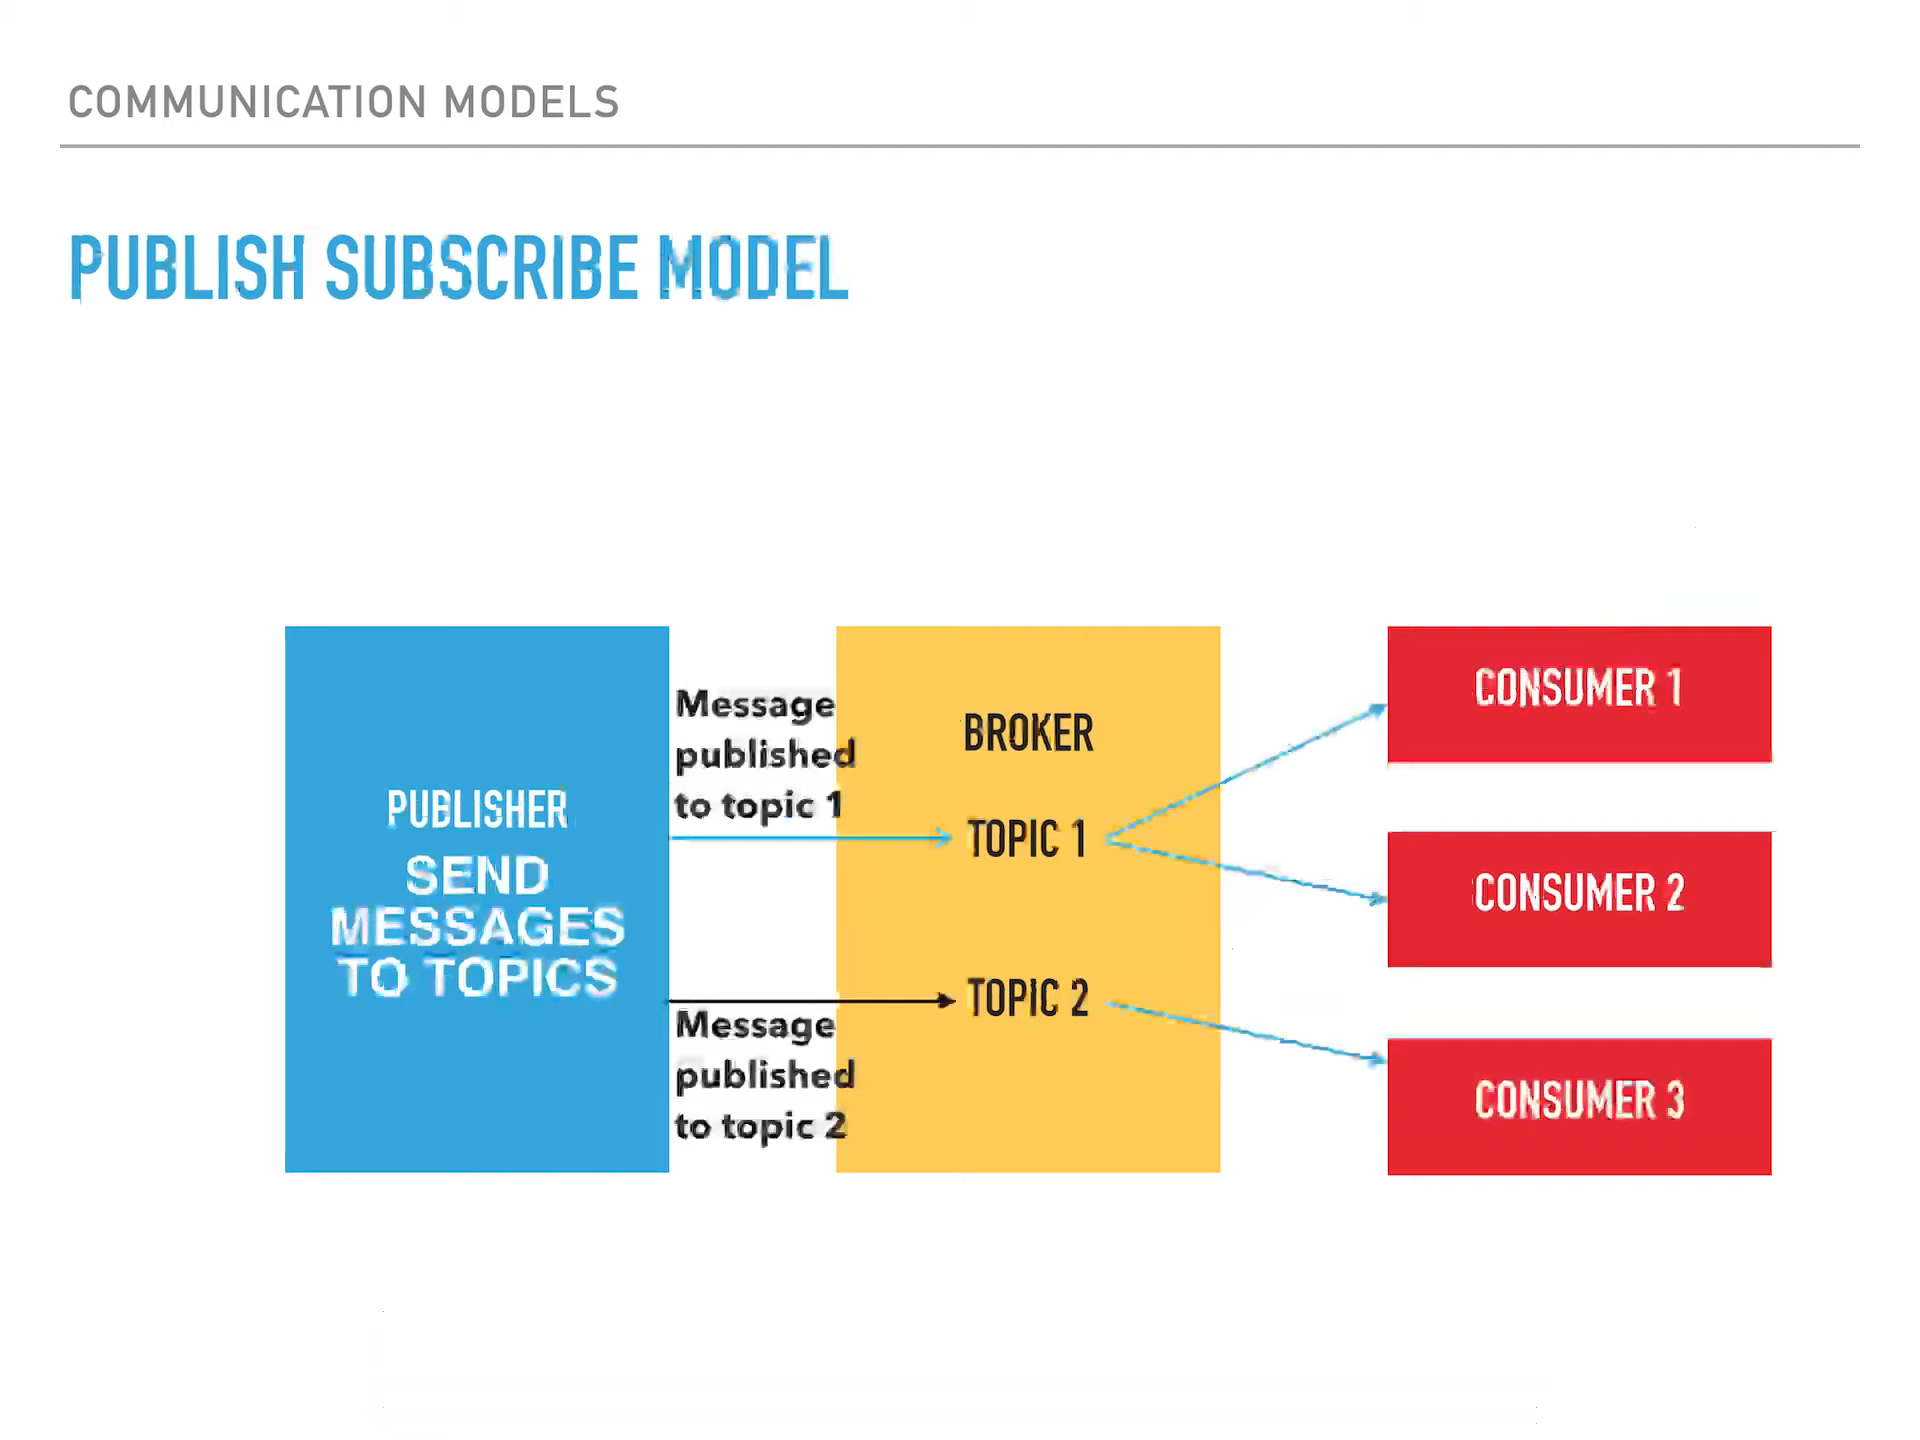 COMMUNICATION MODELS
PUBLISH SUBSCRIBE MODEL
PUBLISHER
SEND
MESSAGES
TO TOPICS
Message
published
to topic 1
Message
published
to topic 2
BROKER
TOPIC 1
TOPIC 2
CONSUMER 1
CONSUMER 2
CONSUMER 3